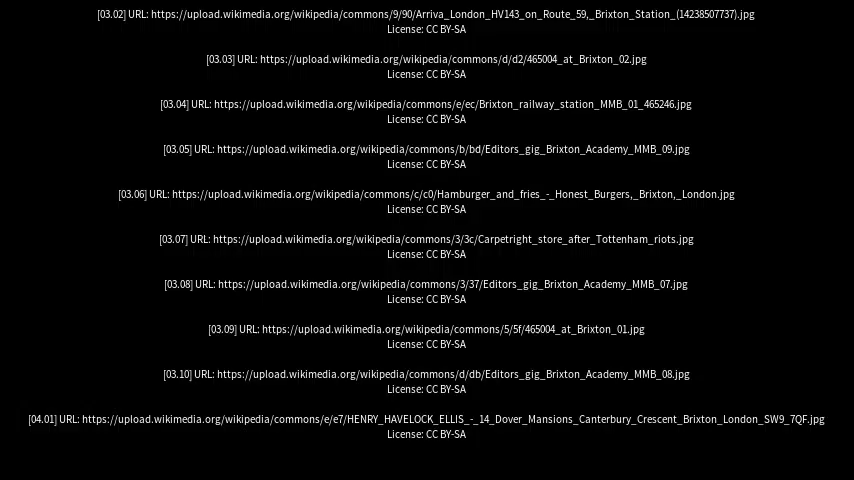 [03.02] URL: https://upload.wikimedia.org/wikipedia/commons/9/90/Arriva_London_HV143_on_Route_59,_Brixton_Station_(14238507737).jpg
License: CC BY-SA
[03.03] URL: https://upload.wikimedia.org/wikipedia/commons/d/d2/465004_at_Brixton_02.jpg
License: CC BY-SA
[03.04] URL: https://upload.wikimedia.org/wikipedia/commons/e/ec/Brixton_railway_station_MMB_01_465246.jpg
License: CC BY-SA
[03.05] URL: https://upload.wikimedia.org/wikipedia/commons/b/bd/Editors_gig_Brixton_Academy_MMB_09.jpg
License: CC BY-SA
[03.06] URL: https://upload.wikimedia.org/wikipedia/commons/c/c0/Hamburger_and_fries_-_Honest_Burgers,_Brixton,_London.jpg
License: CC BY-SA
[03.07] URL: https://upload.wikimedia.org/wikipedia/commons/3/3c/Carpetright_store_after_Tottenham_riots.jpg
License: CC BY-SA
[03.08] URL: https://upload.wikimedia.org/wikipedia/commons/3/37/Editors_gig_Brixton_Academy_MMB_07.jpg
License: CC BY-SA
[03.09] URL: https://upload.wikimedia.org/wikipedia/commons/5/5f/465004_at_Brixton_01.jpg
License: CC BY-SA
[03.10] URL: https://upload.wikimedia.org/wikipedia/commons/d/db/Editors_gig_Brixton_Academy_MMB_08.jpg
License: CC BY-SA
[04.01] URL: https://upload.wikimedia.org/wikipedia/commons/e/e7/HENRY_HAVELOCK_ELLIS_-_14_Dover_Mansions_Canterbury_Crescent_Brixton_London_SW9_7QF.jpg
License: CC BY-SA